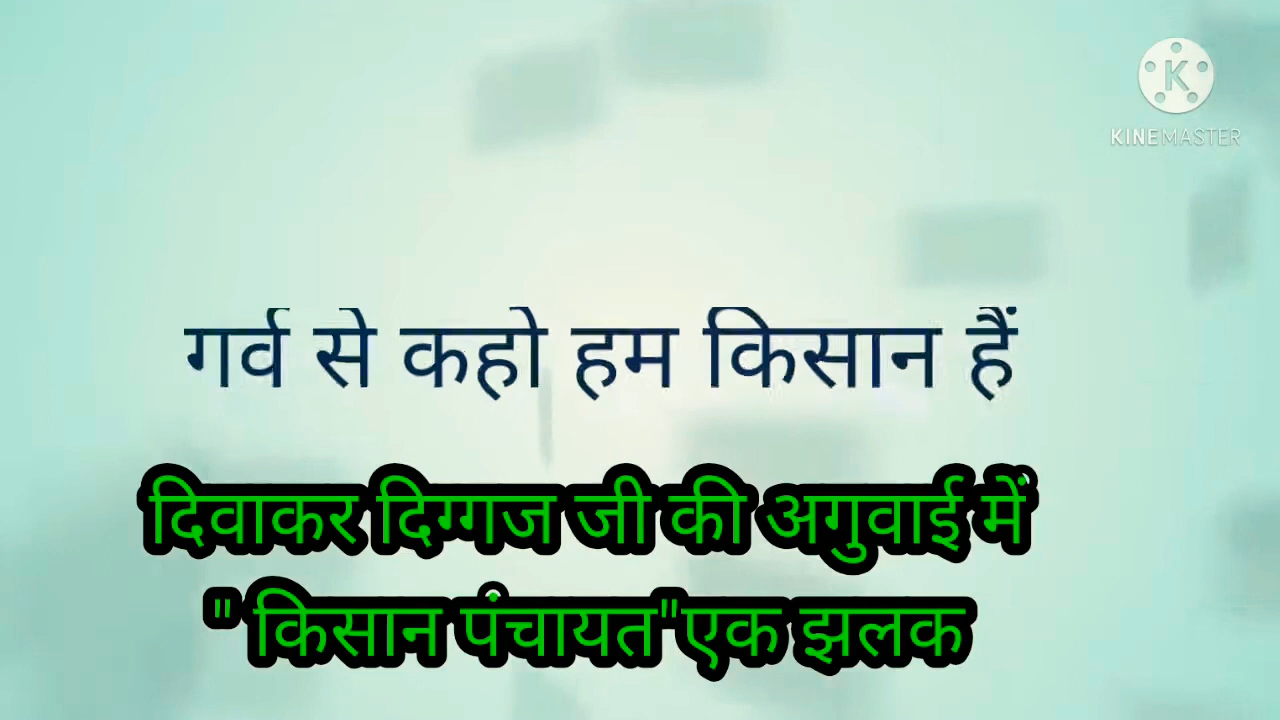 KINEMASTER
गर्व से कहो हम किसान हैं
दिवाकर दिग्गज जी की अगुवाई में
" किसान पंचायत"एक झलक